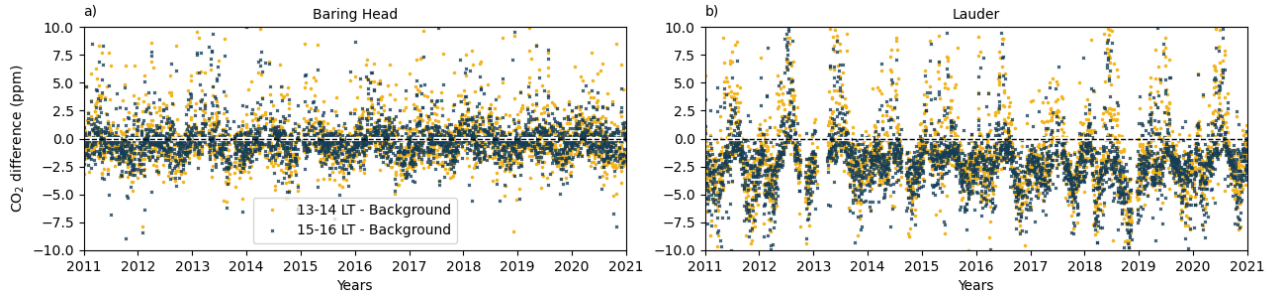 a) Baring Head
10.0
7.5
5.0
2.5
0.0
−2.5
−5.0
−7.5
−10.0
CO2 difference (ppm)
13-14 LT - Background
15-16 LT - Background
2011 2012 2013 2014 2015 2016 2017 2018 2019 2020 2021
Years
b) Lauder
10.0
7.5
5.0
2.5
0.0
−2.5
−5.0
−7.5
−10.0
2011 2012 2013 2014 2015 2016 2017 2018 2019 2020 2021
Years